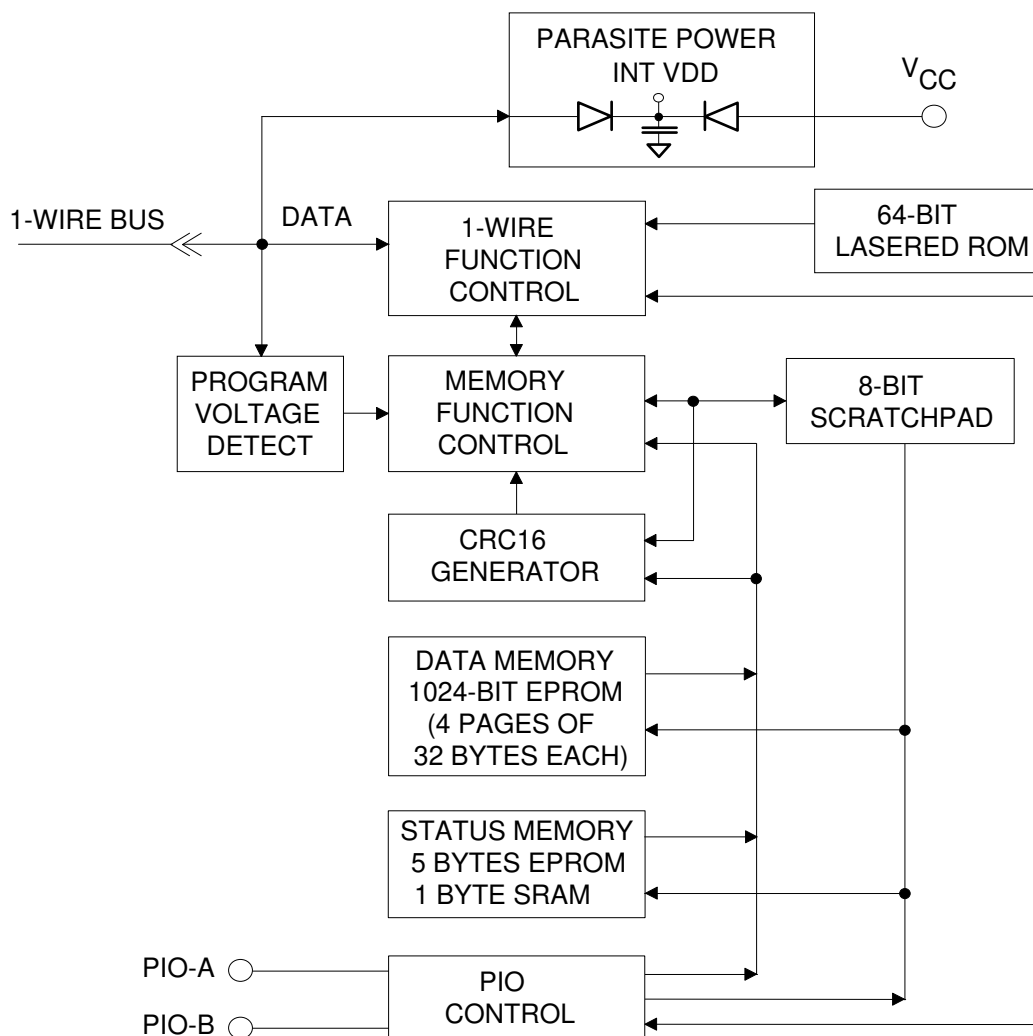 PARASITE POWER
INT VDD
VCC
1-WIRE BUS
DATA
1-WIRE
FUNCTION
CONTROL
64-BIT
LASERED ROM
PROGRAM
VOLTAGE
DETECT
MEMORY
FUNCTION
CONTROL
8-BIT
SCRATCHPAD
CRC16
GENERATOR
DATA MEMORY
1024-BIT EPROM
(4 PAGES OF
32 BYTES EACH)
STATUS MEMORY
5 BYTES EPROM
1 BYTE SRAM
PIO-A
PIO-B
PIO
CONTROL